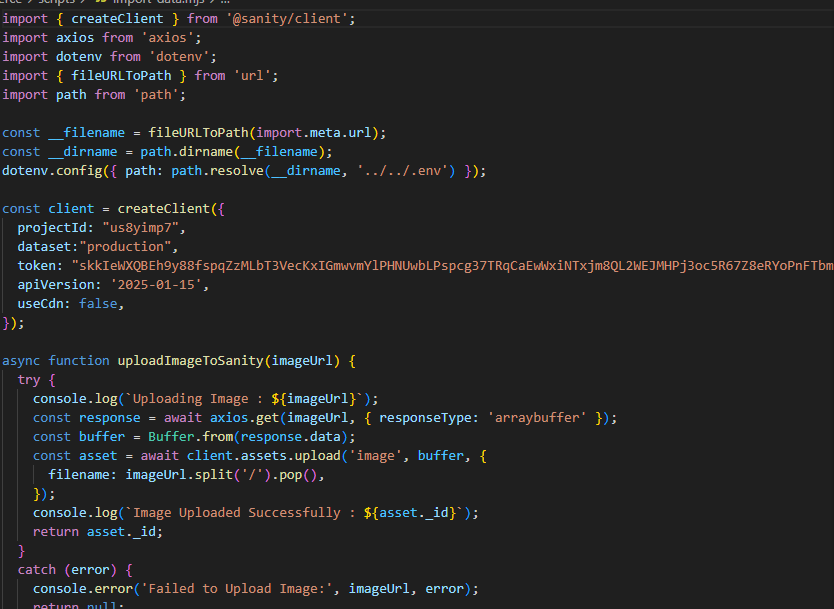 scripts > import-data.mjs > ...
import { createClient } from '@sanity/client';
import axios from 'axios';
import dotenv from 'dotenv';
import { fileURLToPath } from 'url';
import path from 'path';
const __filename = fileURLToPath(import.meta.url);
const __dirname = path.dirname(__filename);
dotenv.config({ path: path.resolve(__dirname, '../../.env') });
const client = createClient({
projectId: "us8yimp7",
dataset:"production",
token:
apiVersion: '2025-01-15',
useCdn: false,
});
async function uploadImageToSanity(imageUrl) {
try {
console.log(`Uploading Image : ${imageUrl}`);
const response = await axios.get(imageUrl, { responseType: 'arraybuffer' });
const buffer = Buffer.from(response.data);
const asset = await client.assets.upload('image', buffer, {
filename: imageUrl.split('/').pop(),
});
console.log(`Image Uploaded Successfully : ${asset._id}`);
return asset._id;
}
catch (error) {
console.error('Failed to Upload Image:', imageUrl, error);
return null;